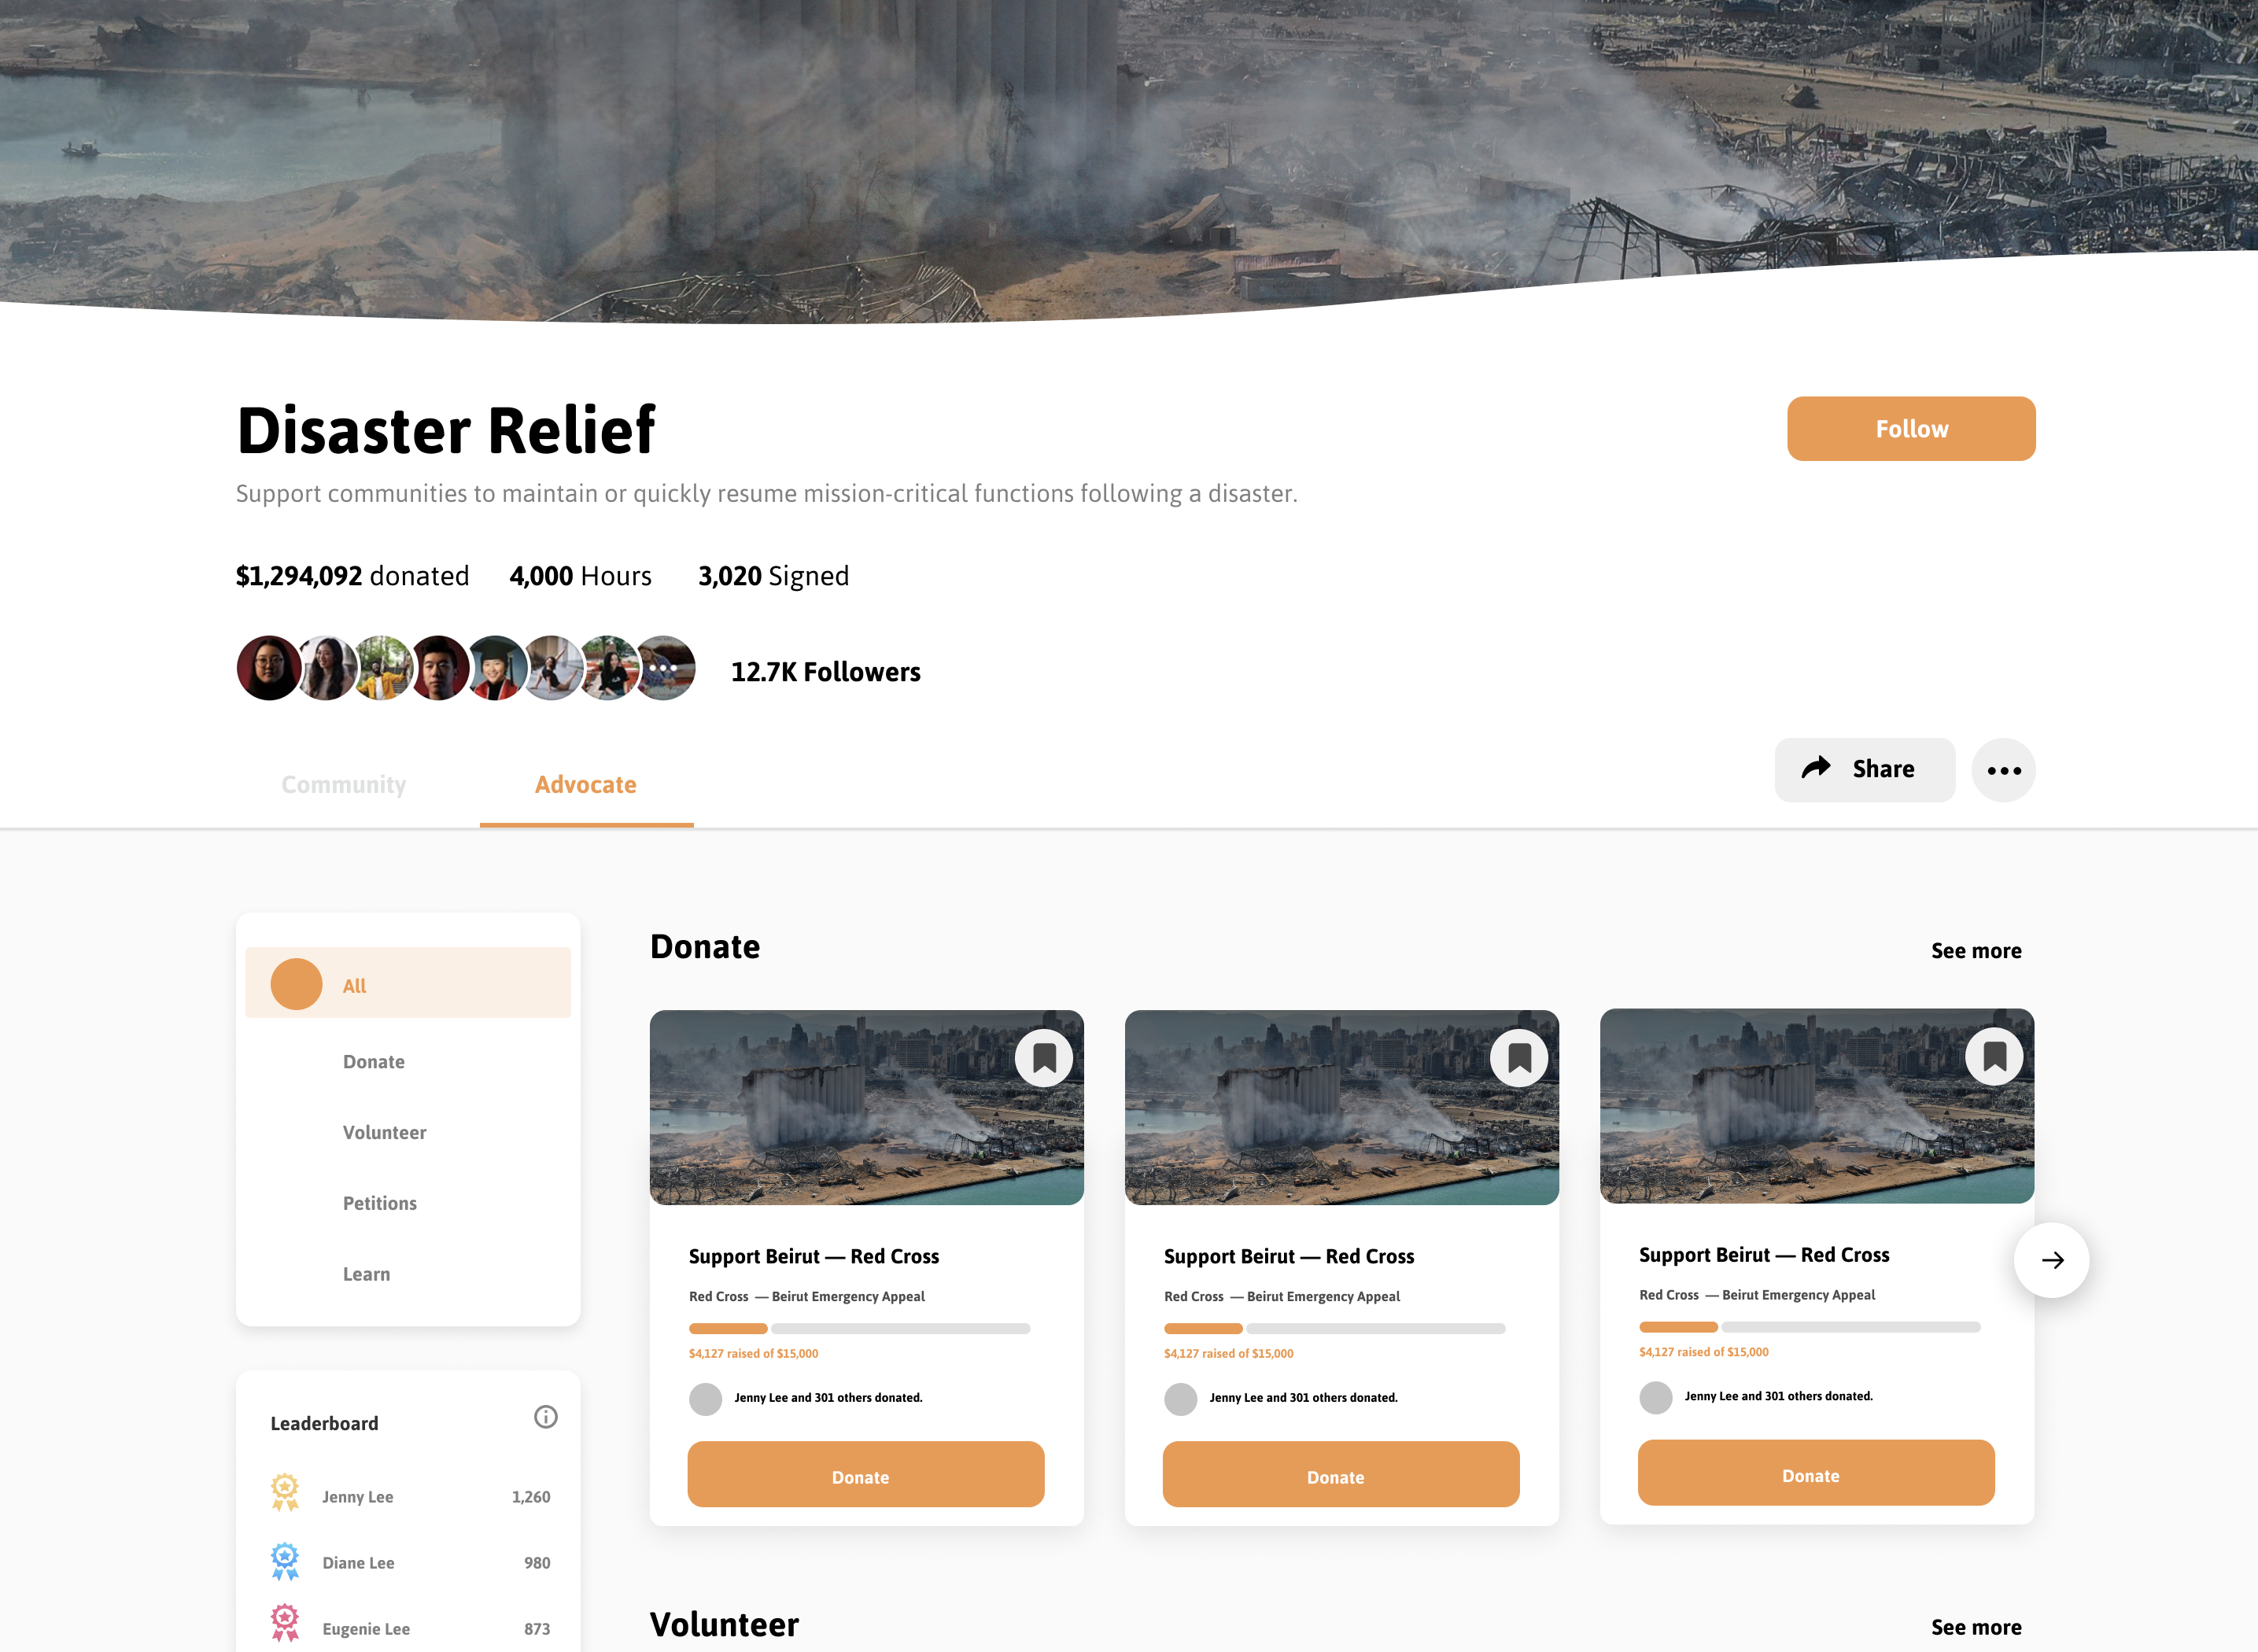 Disaster Relief
Follow
Support communities to maintain or quickly resume mission-critical functions following a disaster.
$1,294,092 donated 4,000 Hours 3,020 Signed
12.7K Followers
Community Advocate
Share
All
Donate
Volunteer
Petitions
Learn
Leaderboard
Jenny Lee 1,260
Diane Lee 980
Eugenie Lee 873
Donate
See more
Support Beirut — Red Cross
Red Cross — Beirut Emergency Appeal
$4,127 raised of $15,000
Jenny Lee and 301 others donated.
Donate
Support Beirut — Red Cross
Red Cross — Beirut Emergency Appeal
$4,127 raised of $15,000
Jenny Lee and 301 others donated.
Donate
Support Beirut — Red Cross
Red Cross — Beirut Emergency Appeal
$4,127 raised of $15,000
Jenny Lee and 301 others donated.
Donate
Volunteer
See more